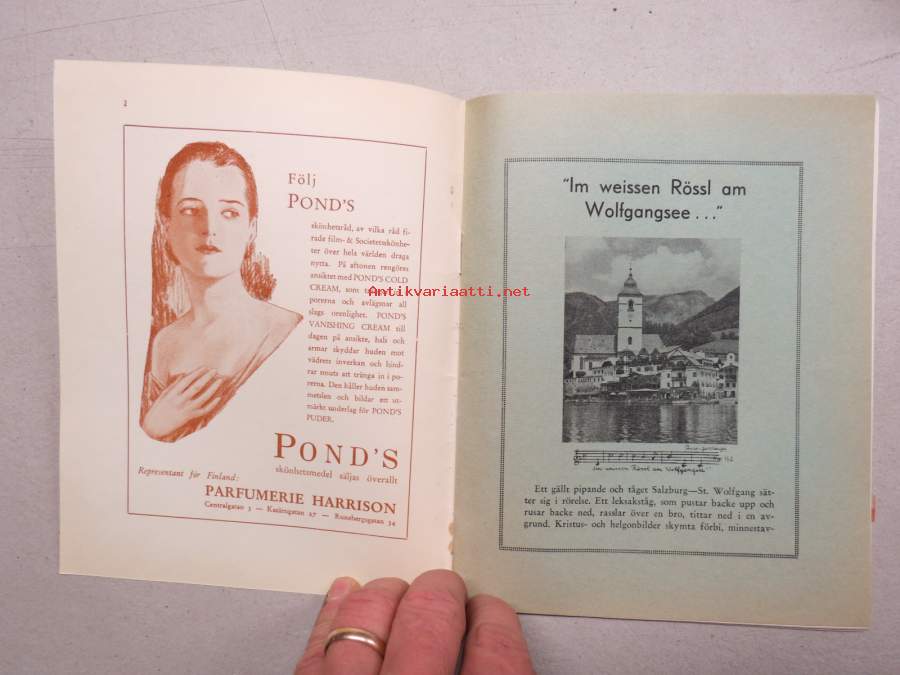 2
Följ
POND'S
skönhetsråd, av vilka råd fi-
rade film- & Societetsskönhe-
ter över hela världen draga
nytta. På aftonen rengöres
ansiktet med POND'S COLD
CREAM, som
porerna och avlägsnar all
slags orenlighet. POND'S
VANISHING CREAM till
dagen på ansikte, hals och
armar skyddar huden mot
vädrets inverkan och hind-
rar smuts att tränga in i po-
rerna. Den håller huden sam-
metslen och bildar ett ut-
märkt underlag för POND'S
PUDER.
POND'S
skönhetsmedel säljas överallt
Representant för Finland:
PARFUMERIE HARRISON
Centralgatan 3 — Kasärngatan 27 — Runebergsgatan 34
Antikvariaatti.net
"Im weissen Rössl am
Wolfgangsee..."
Im weissen Rössl am Wolfgangsee
Ett gällt pipande och tåget Salzburg—St. Wolfgang sät-
ter sig i rörelse. Ett leksakståg, som pustar backe upp och
rusar backe ned, rasslar över en bro, tittar ned i en av-
grund. Kristus- och helgonbilder skymta förbi, minnestav-